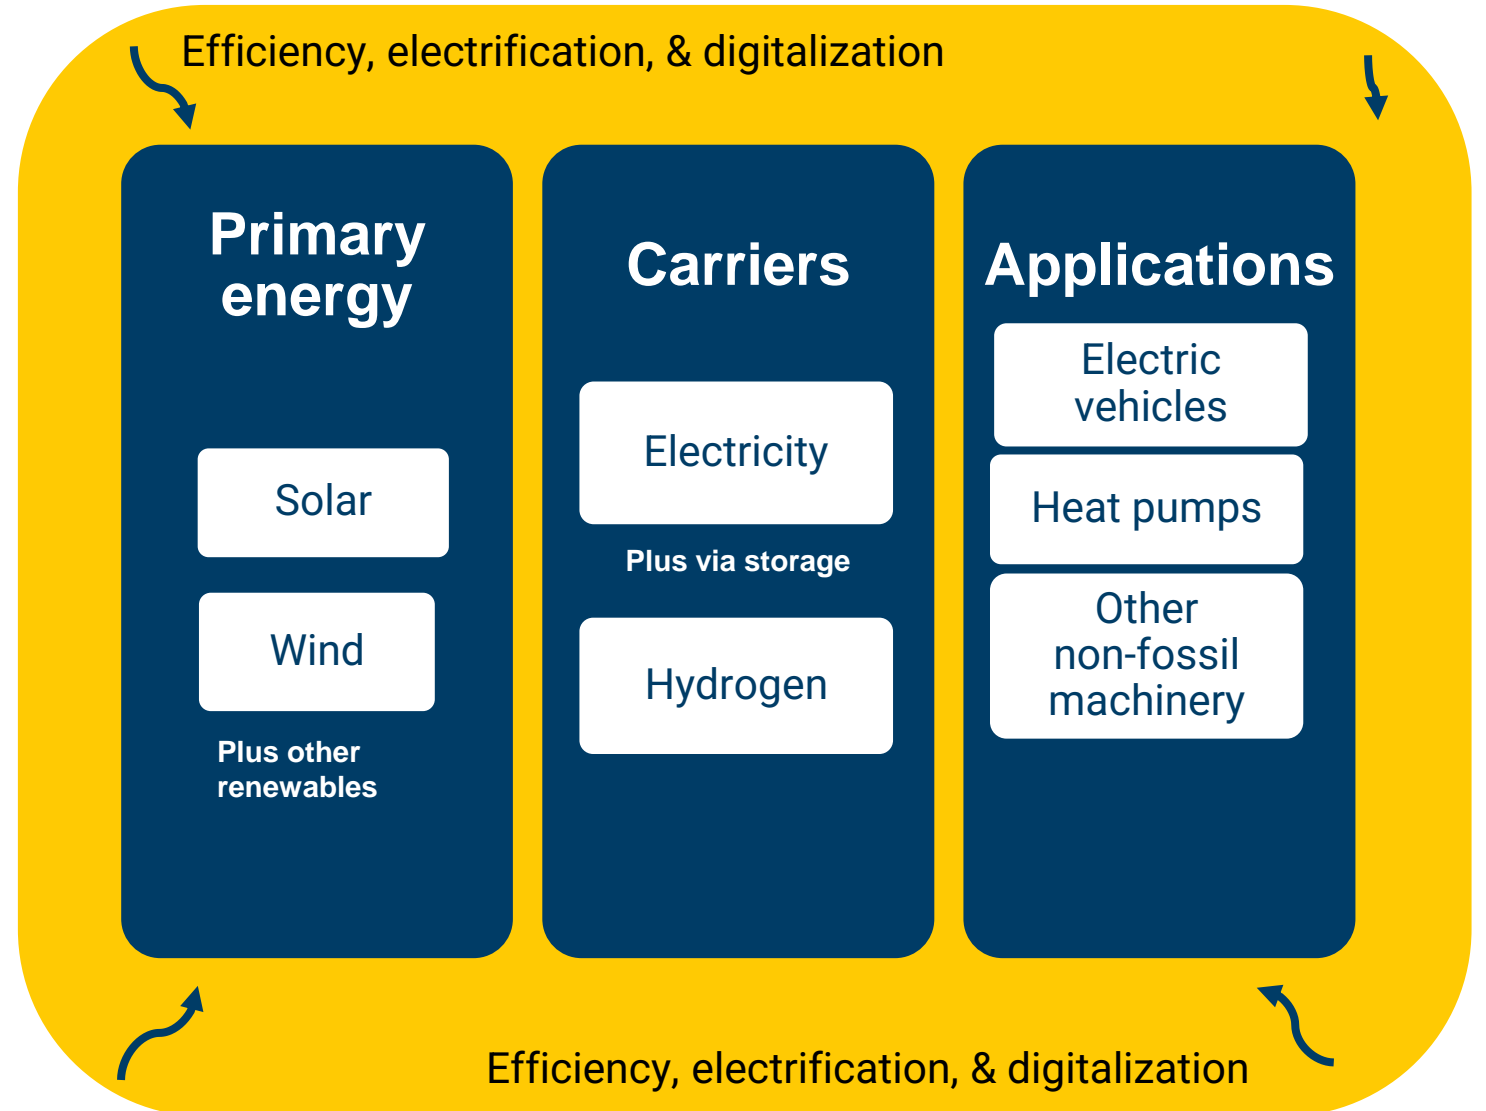 Efficiency, electrification, & digitalization
Primary
energy
Solar
Wind
Plus other
renewables
Carriers
Electricity
Plus via storage
Hydrogen
Applications
Electric
vehicles
Heat pumps
Other
non-fossil
machinery
Efficiency, electrification, & digitalization